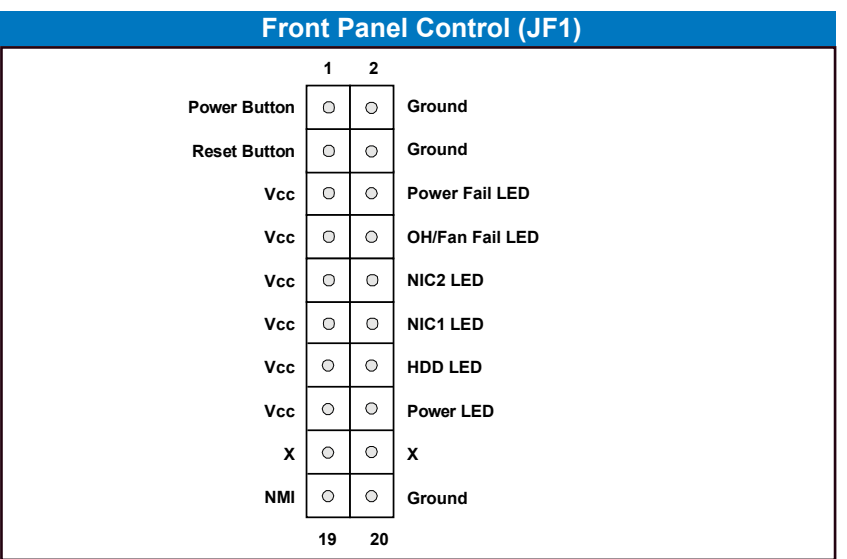 Front Panel Control (JF1)
1 2
Power Button Ground
Reset Button Ground
Vcc Power Fail LED
Vcc OH/Fan Fail LED
Vcc NIC2 LED
Vcc NIC1 LED
Vcc HDD LED
Vcc Power LED
X X
NMI Ground
19 20